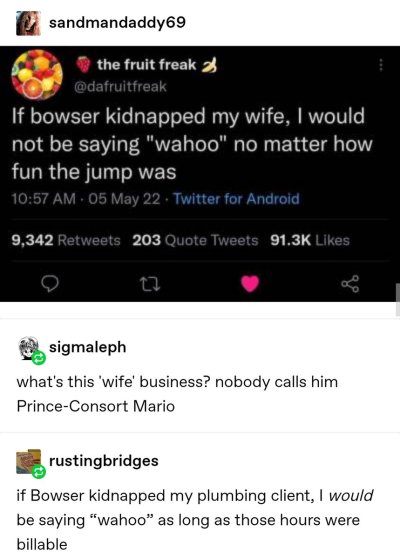 sandmandaddy69
the fruit freak
@dafruitfreak
If bowser kidnapped my wife, I would
not be saying "wahoo" no matter how
fun the jump was
10:57 AM · 05 May 22 · Twitter for Android
9,342 Retweets 203 Quote Tweets 91.3K Likes
sigmaleph
what's this 'wife' business? nobody calls him
Prince-Consort Mario
rustingbridges
if Bowser kidnapped my plumbing client, I would
be saying “wahoo” as long as those hours were
billable